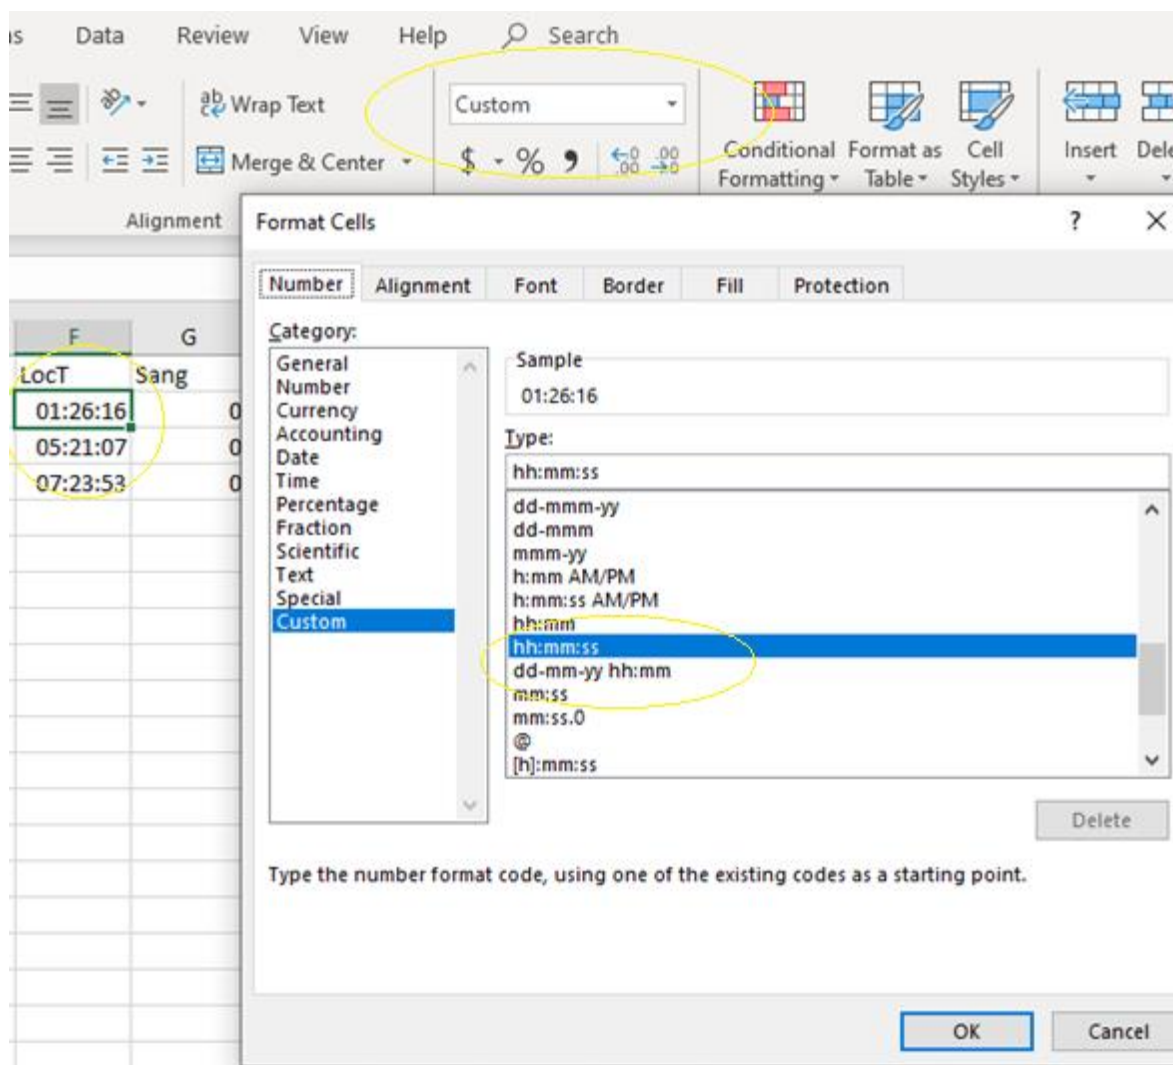 Data Review View Help Search
Wrap Text Custom
Merge & Center $ % , Conditional Formatting Format as Table Cell Styles Insert
Alignment
Format Cells ? X
Number Alignment Font Border Fill Protection
F G
LocT Sang
01:26:16 0
05:21:07 0
07:23:53 0
Category:
General
Number
Currency
Accounting
Date
Time
Percentage
Fraction
Scientific
Text
Special
Custom
Sample
01:26:16
Type:
hh:mm:ss
dd-mmm-yy
dd-mmm
mmm-yy
h:mm AM/PM
h:mm:ss AM/PM
hh:mm
hh:mm:ss
dd-mm-yy hh:mm
mm:ss
mm:ss.0
@
[h]:mm:ss
Delete
Type the number format code, using one of the existing codes as a starting point.
OK Cancel